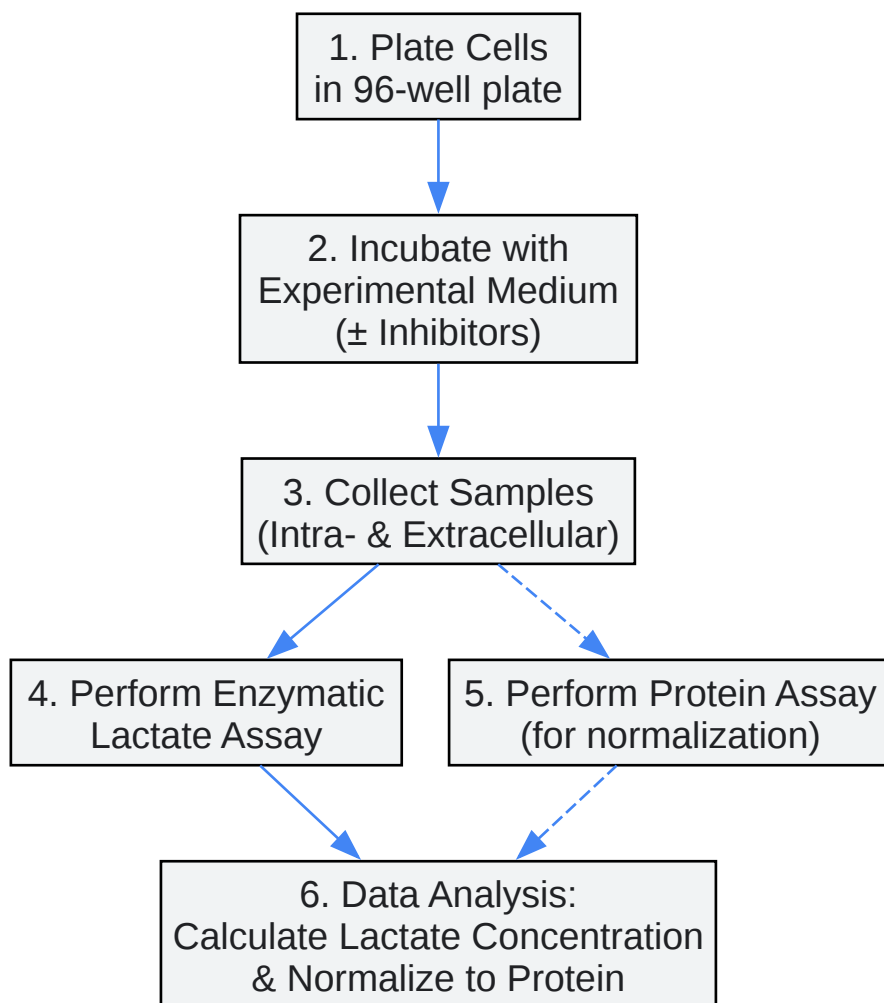 1. Plate Cells
in 96-well plate
2. Incubate with
Experimental Medium
(± Inhibitors)
3. Collect Samples
(Intra- & Extracellular)
4. Perform Enzymatic
Lactate Assay
5. Perform Protein Assay
(for normalization)
6. Data Analysis:
Calculate Lactate Concentration
& Normalize to Protein